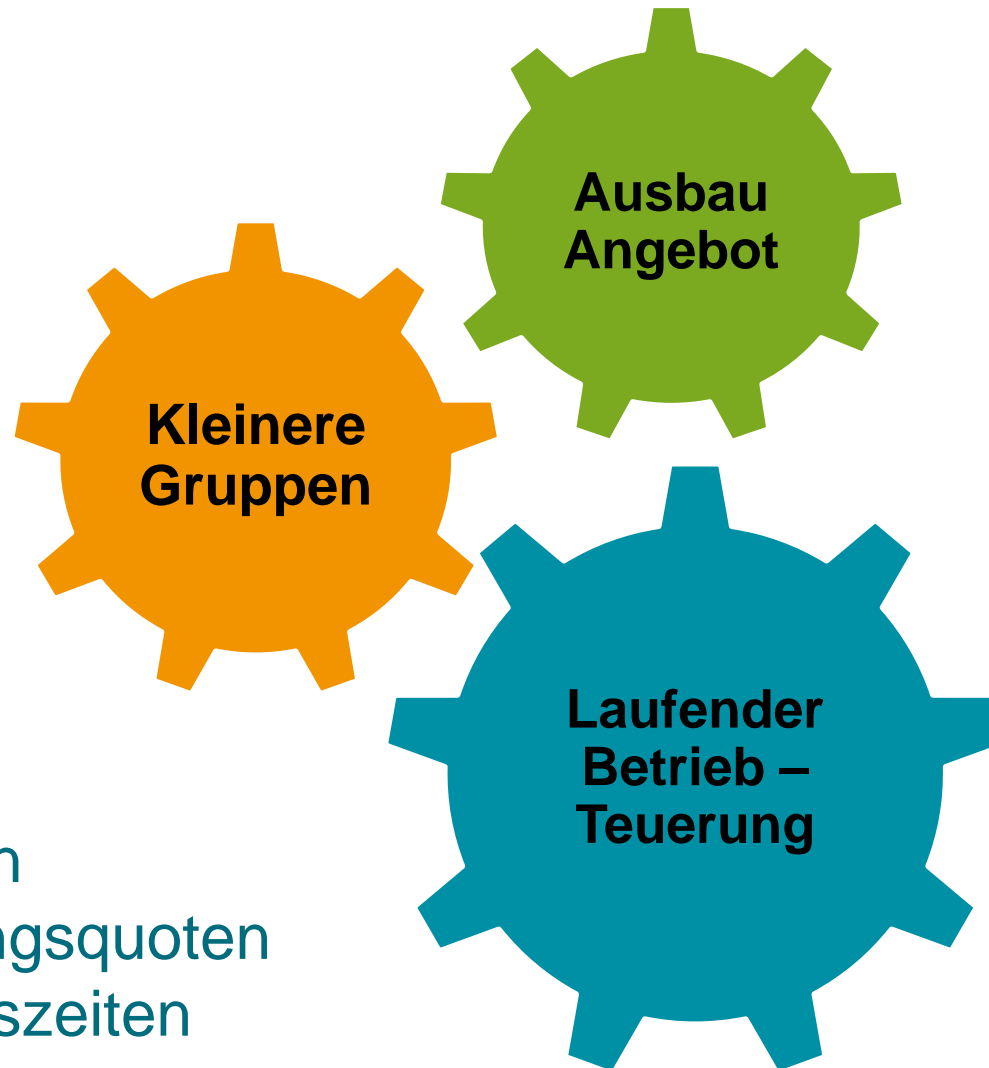 Ausbau
Angebot
Kleinere
Gruppen
Laufender
Betrieb –
Teuerung
ngsquoten
szeiten